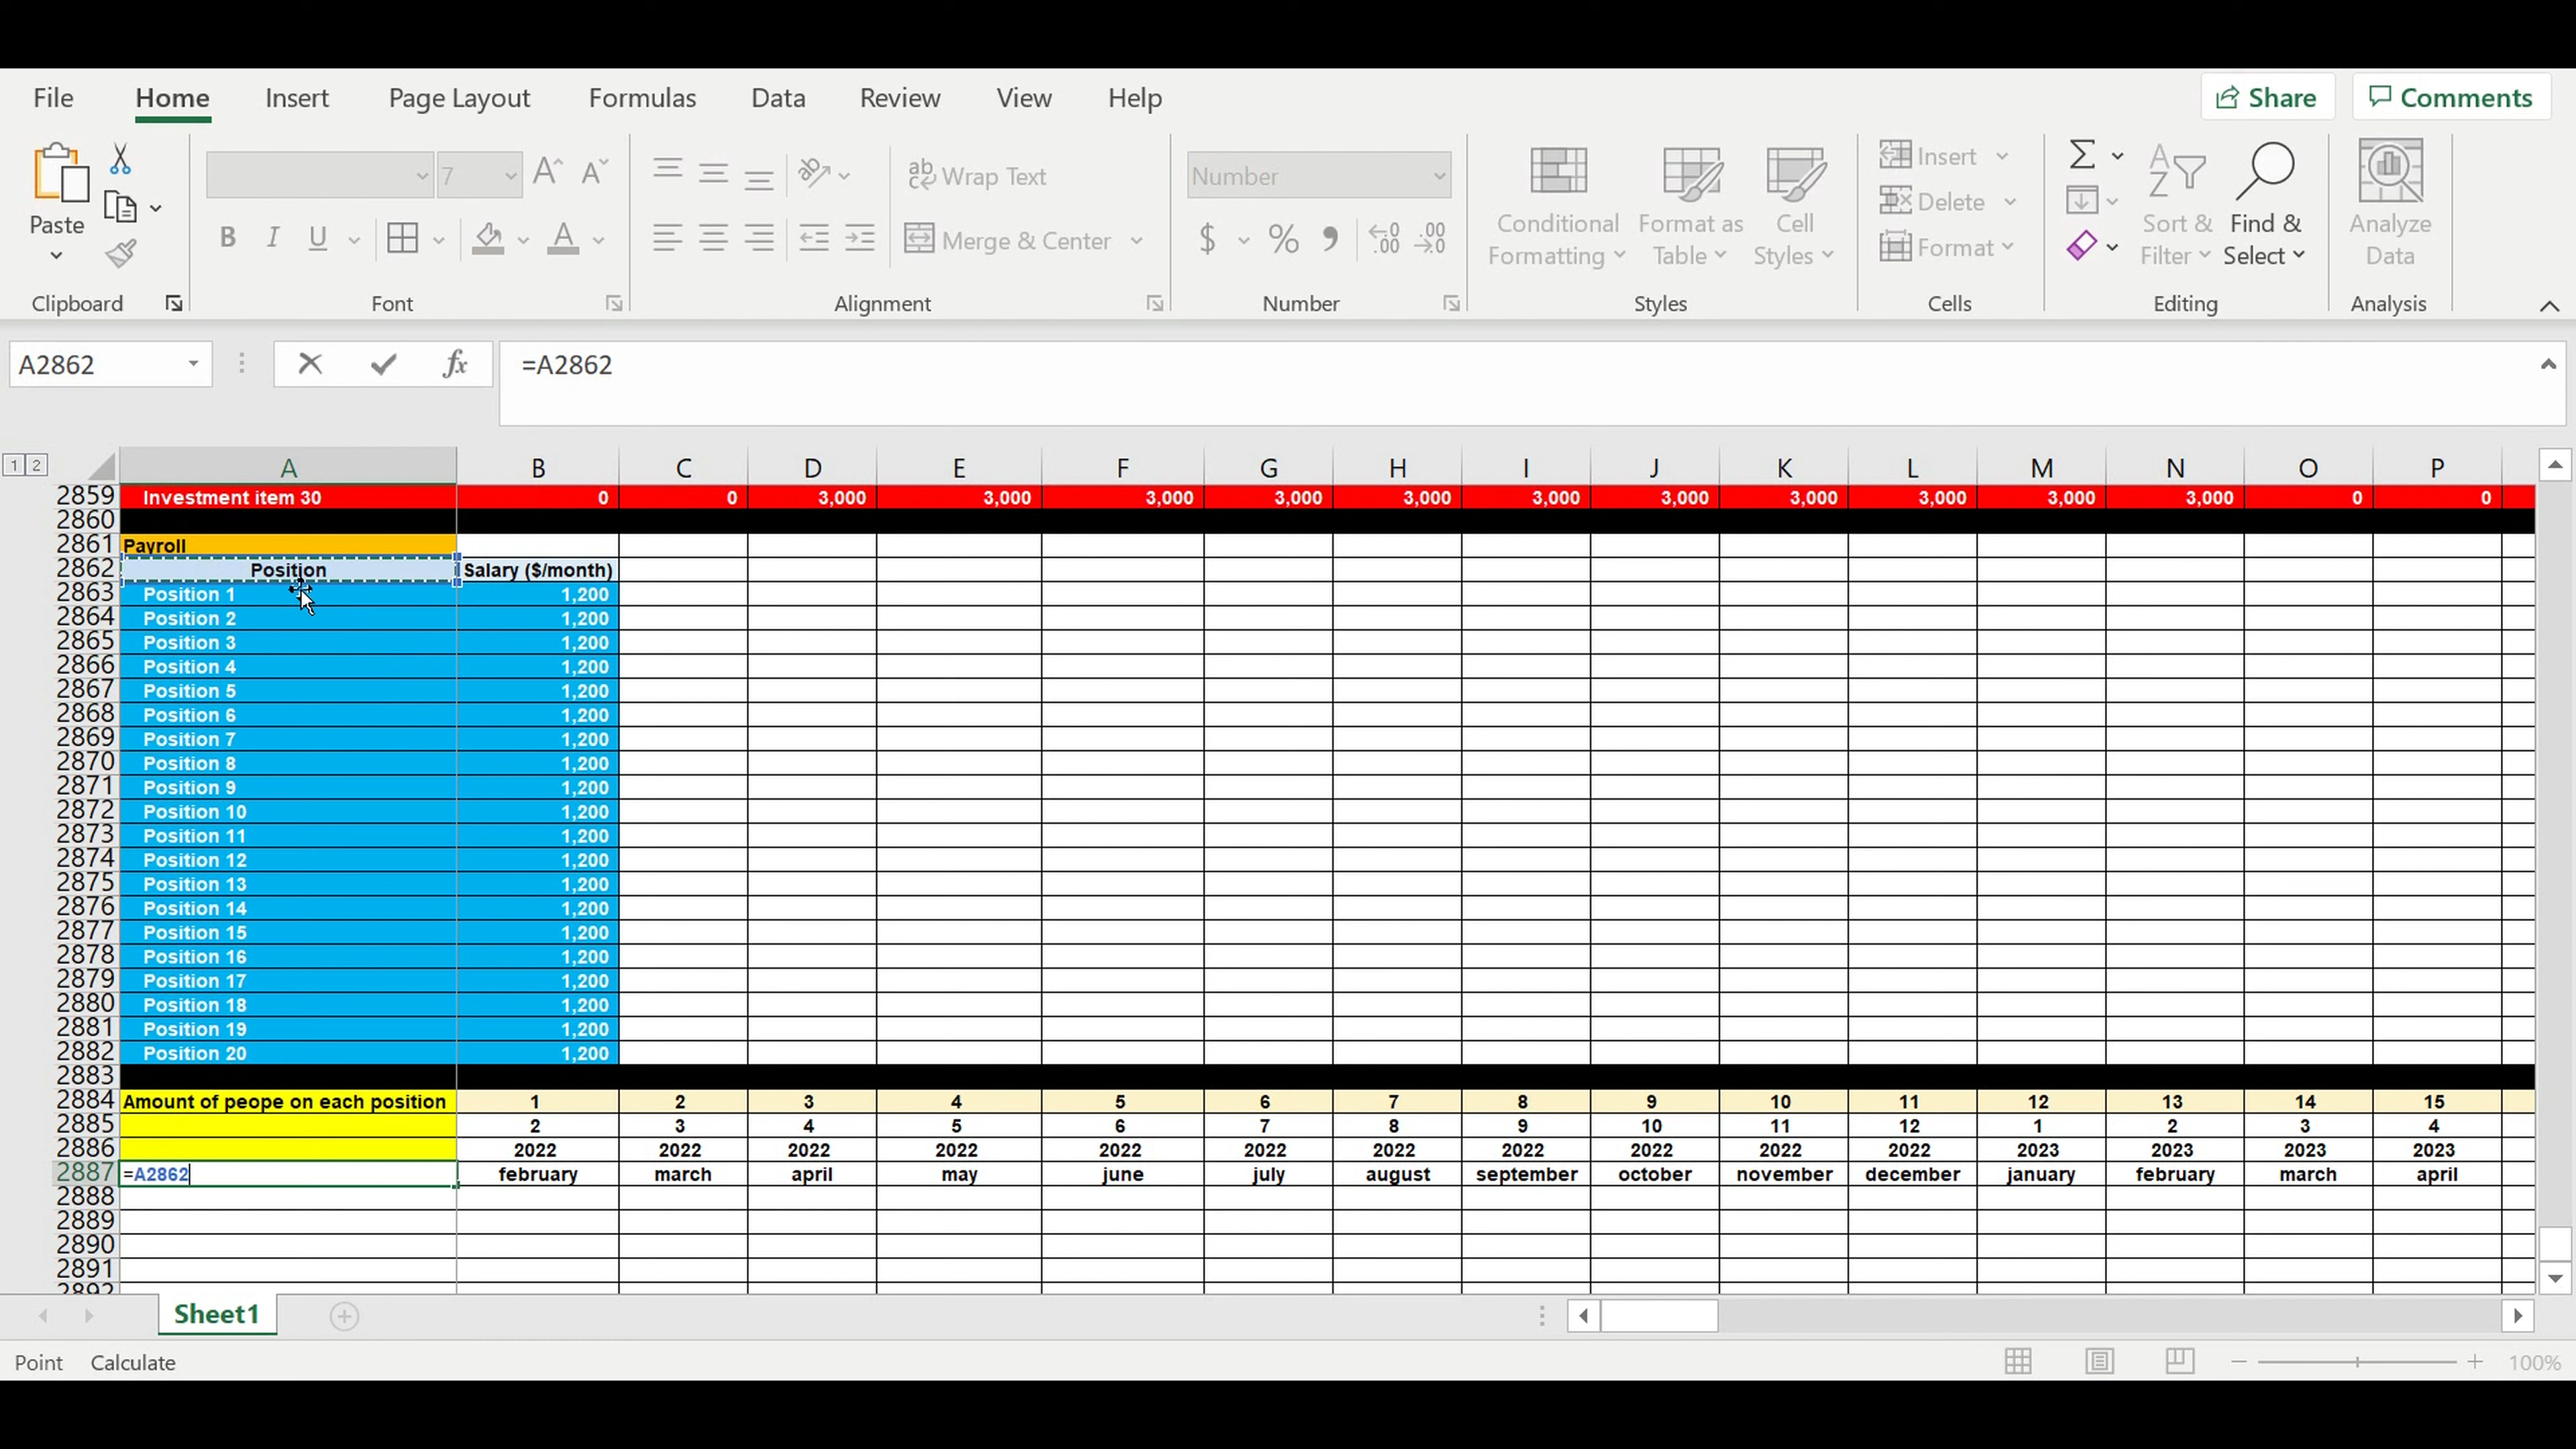 File Home Insert Page Layout Formulas Data Review View Help Share Comments
Paste 7 Wrap Text Number Insert
B I U Merge & Center $ % Conditional Formatting Format as Table Cell Styles Delete Format Sort & Filter Find & Select Analyze Data
Clipboard Font Alignment Number Styles Cells Editing Analysis
A2862 fx =A2862
1 2 A B C D E F G H I J K L M N O P
2859 Investment item 30 0 0 3,000 3,000 3,000 3,000 3,000 3,000 3,000 3,000 3,000 3,000 3,000 0 0
2860
2861 Payroll
2862 Position Salary ($/month)
2863 Position 1 1,200
2864 Position 2 1,200
2865 Position 3 1,200
2866 Position 4 1,200
2867 Position 5 1,200
2868 Position 6 1,200
2869 Position 7 1,200
2870 Position 8 1,200
2871 Position 9 1,200
2872 Position 10 1,200
2873 Position 11 1,200
2874 Position 12 1,200
2875 Position 13 1,200
2876 Position 14 1,200
2877 Position 15 1,200
2878 Position 16 1,200
2879 Position 17 1,200
2880 Position 18 1,200
2881 Position 19 1,200
2882 Position 20 1,200
2883
2884 Amount of peope on each position 1 2 3 4 5 6 7 8 9 10 11 12 13 14 15
2885 2 3 4 5 6 7 8 9 10 11 12 1 2 3 4
2886 2022 2022 2022 2022 2022 2022 2022 2022 2022 2022 2022 2023 2023 2023 2023
2887 =A2862 february march april may june july august september october november december january february march april
2888
2889
2890
2891
2892
Sheet1
Point Calculate 100%